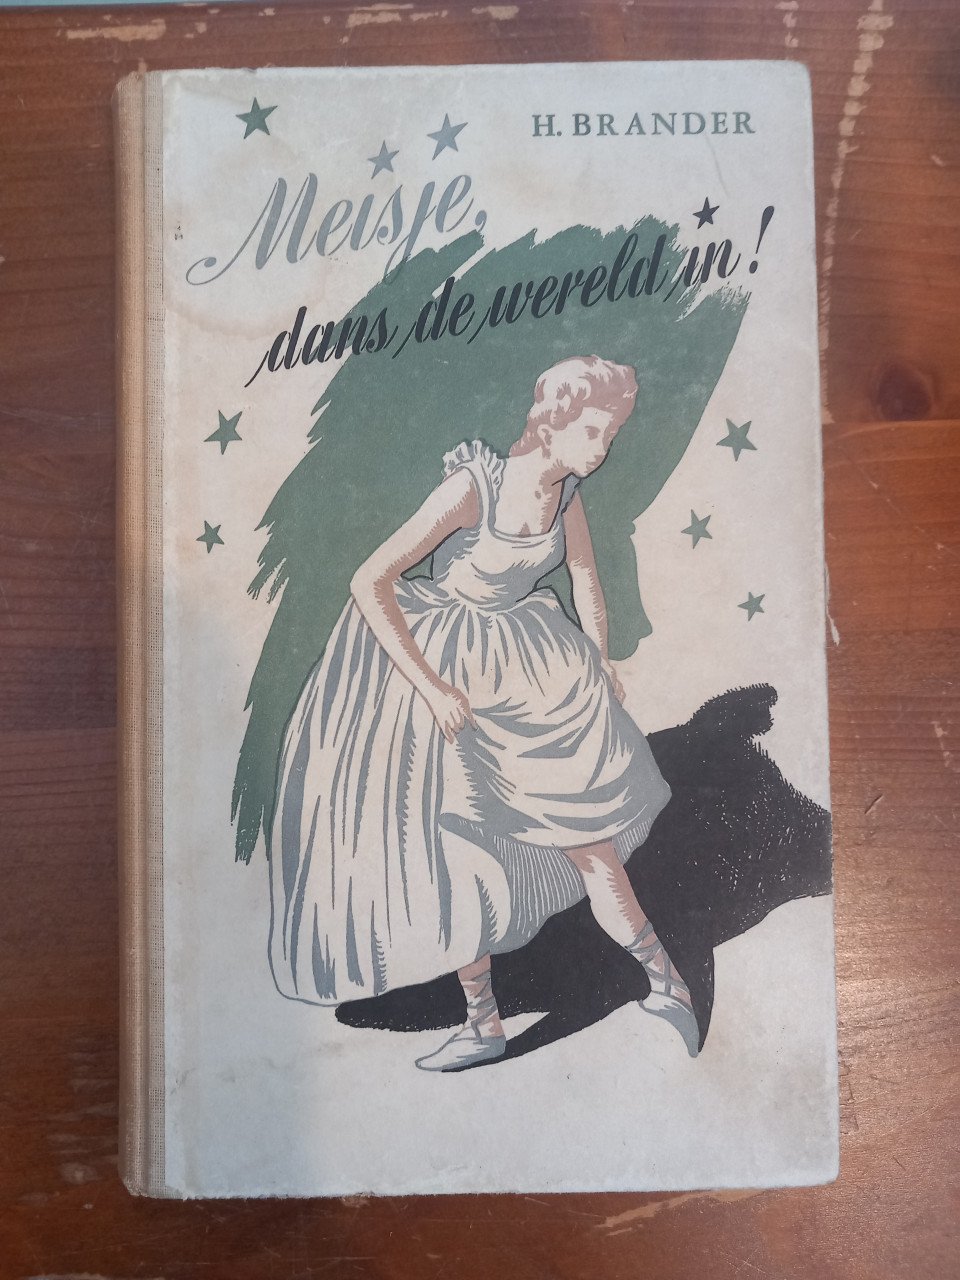 H. BRANDER
Meisje,
dans de wereld in!